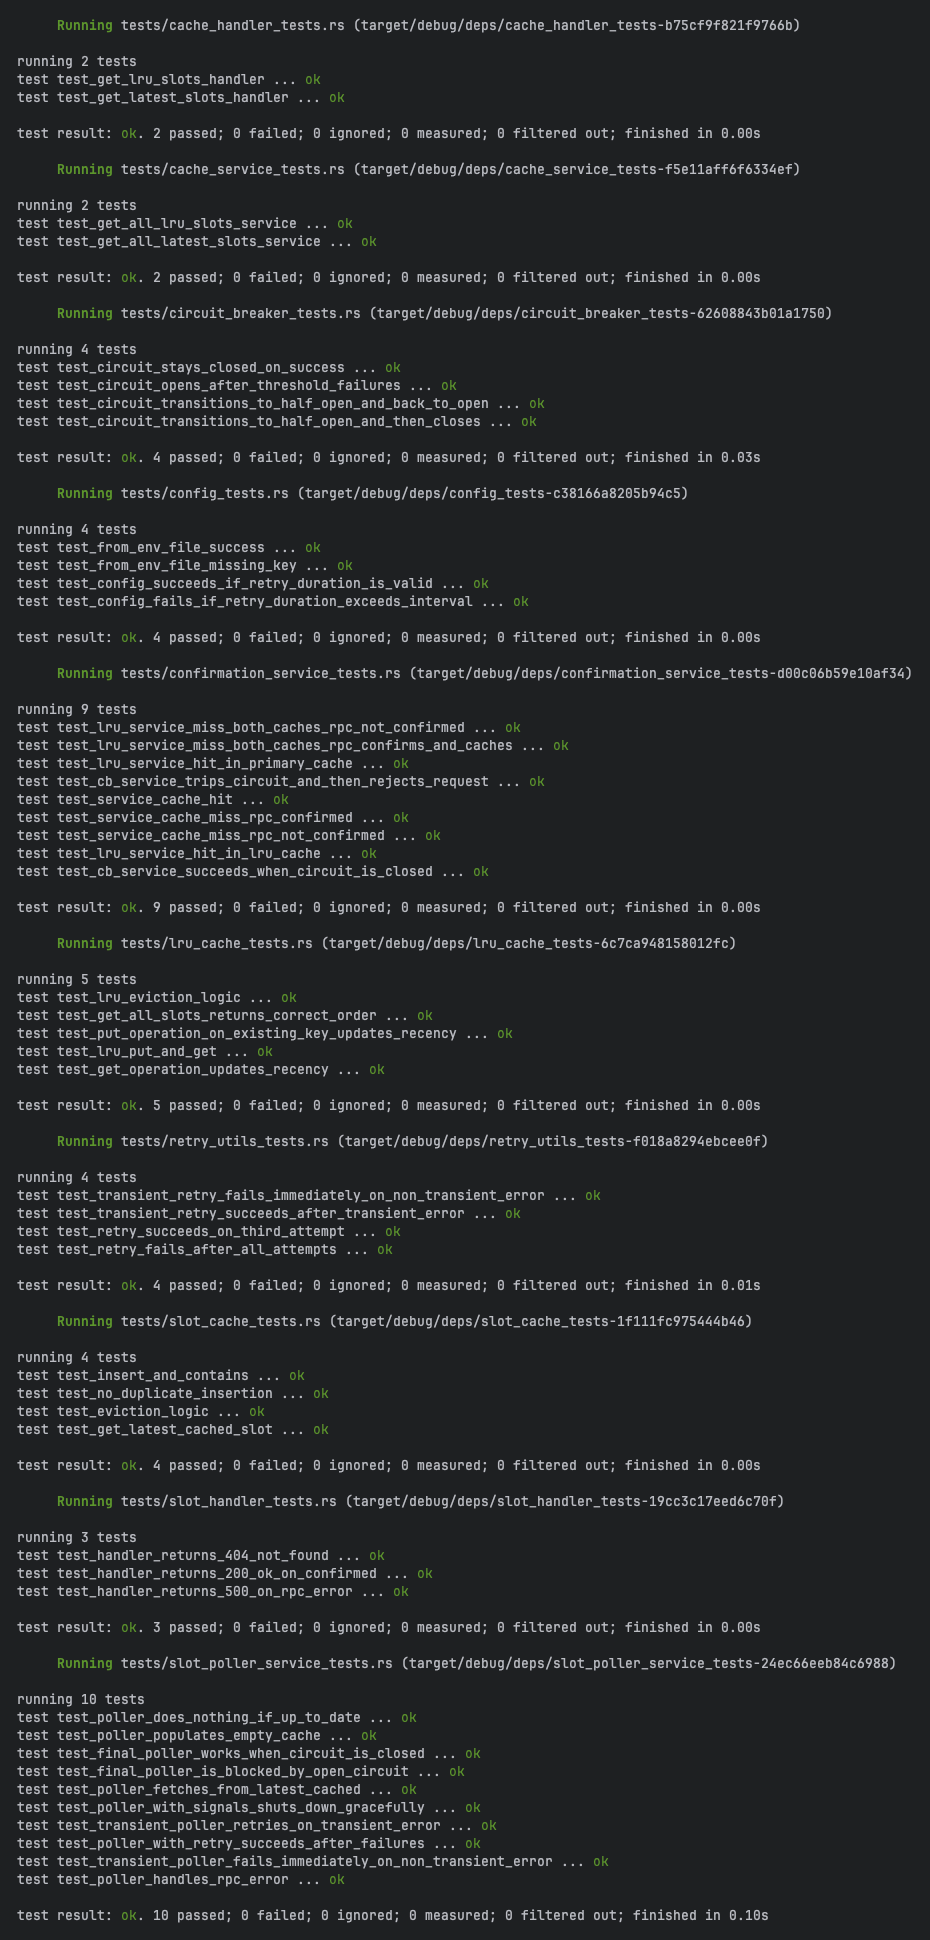 Running tests/cache_handler_tests.rs (target/debug/deps/cache_handler_tests-b75cf9f821f9766b)
running 2 tests
test test_get_lru_slots_handler ... ok
test test_get_latest_slots_handler ... ok
test result: ok. 2 passed; 0 failed; 0 ignored; 0 measured; 0 filtered out; finished in 0.00s
Running tests/cache_service_tests.rs (target/debug/deps/cache_service_tests-f5e11aff6f6334ef)
running 2 tests
test test_get_all_lru_slots_service ... ok
test test_get_all_latest_slots_service ... ok
test result: ok. 2 passed; 0 failed; 0 ignored; 0 measured; 0 filtered out; finished in 0.00s
Running tests/circuit_breaker_tests.rs (target/debug/deps/circuit_breaker_tests-62608843b01a1750)
running 4 tests
test test_circuit_stays_closed_on_success ... ok
test test_circuit_opens_after_threshold_failures ... ok
test test_circuit_transitions_to_half_open_and_back_to_open ... ok
test test_circuit_transitions_to_half_open_and_then_closes ... ok
test result: ok. 4 passed; 0 failed; 0 ignored; 0 measured; 0 filtered out; finished in 0.03s
Running tests/config_tests.rs (target/debug/deps/config_tests-c38166a8205b94c5)
running 4 tests
test test_from_env_file_success ... ok
test test_from_env_file_missing_key ... ok
test test_config_succeeds_if_retry_duration_is_valid ... ok
test test_config_fails_if_retry_duration_exceeds_interval ... ok
test result: ok. 4 passed; 0 failed; 0 ignored; 0 measured; 0 filtered out; finished in 0.00s
Running tests/confirmation_service_tests.rs (target/debug/deps/confirmation_service_tests-d00c06b59e10af34)
running 9 tests
test test_lru_service_miss_both_caches_rpc_not_confirmed ... ok
test test_lru_service_miss_both_caches_rpc_confirms_and_caches ... ok
test test_lru_service_hit_in_primary_cache ... ok
test test_cb_service_trips_circuit_and_then_rejects_request ... ok
test test_service_cache_hit ... ok
test test_service_cache_miss_rpc_confirmed ... ok
test test_service_cache_miss_rpc_not_confirmed ... ok
test test_lru_service_hit_in_lru_cache ... ok
test test_cb_service_succeeds_when_circuit_is_closed ... ok
test result: ok. 9 passed; 0 failed; 0 ignored; 0 measured; 0 filtered out; finished in 0.00s
Running tests/lru_cache_tests.rs (target/debug/deps/lru_cache_tests-6c7ca948158012fc)
running 5 tests
test test_lru_eviction_logic ... ok
test test_get_all_slots_returns_correct_order ... ok
test test_put_operation_on_existing_key_updates_recency ... ok
test test_lru_put_and_get ... ok
test test_get_operation_updates_recency ... ok
test result: ok. 5 passed; 0 failed; 0 ignored; 0 measured; 0 filtered out; finished in 0.00s
Running tests/retry_utils_tests.rs (target/debug/deps/retry_utils_tests-f018a8294ebcee0f)
running 4 tests
test test_transient_retry_fails_immediately_on_non_transient_error ... ok
test test_transient_retry_succeeds_after_transient_error ... ok
test test_retry_succeeds_on_third_attempt ... ok
test test_retry_fails_after_all_attempts ... ok
test result: ok. 4 passed; 0 failed; 0 ignored; 0 measured; 0 filtered out; finished in 0.01s
Running tests/slot_cache_tests.rs (target/debug/deps/slot_cache_tests-1f111fc975444b46)
running 4 tests
test test_insert_and_contains ... ok
test test_no_duplicate_insertion ... ok
test test_eviction_logic ... ok
test test_get_latest_cached_slot ... ok
test result: ok. 4 passed; 0 failed; 0 ignored; 0 measured; 0 filtered out; finished in 0.00s
Running tests/slot_handler_tests.rs (target/debug/deps/slot_handler_tests-19cc3c17eed6c70f)
running 3 tests
test test_handler_returns_404_not_found ... ok
test test_handler_returns_200_ok_on_confirmed ... ok
test test_handler_returns_500_on_rpc_error ... ok
test result: ok. 3 passed; 0 failed; 0 ignored; 0 measured; 0 filtered out; finished in 0.00s
Running tests/slot_poller_service_tests.rs (target/debug/deps/slot_poller_service_tests-24ec66eeb84c6988)
running 10 tests
test test_poller_does_nothing_if_up_to_date ... ok
test test_poller_populates_empty_cache ... ok
test test_final_poller_works_when_circuit_is_closed ... ok
test test_final_poller_is_blocked_by_open_circuit ... ok
test test_poller_fetches_from_latest_cached ... ok
test test_poller_with_signals_shuts_down_gracefully ... ok
test test_transient_poller_retries_on_transient_error ... ok
test test_poller_with_retry_succeeds_after_failures ... ok
test test_transient_poller_fails_immediately_on_non_transient_error ... ok
test test_poller_handles_rpc_error ... ok
test result: ok. 10 passed; 0 failed; 0 ignored; 0 measured; 0 filtered out; finished in 0.10s